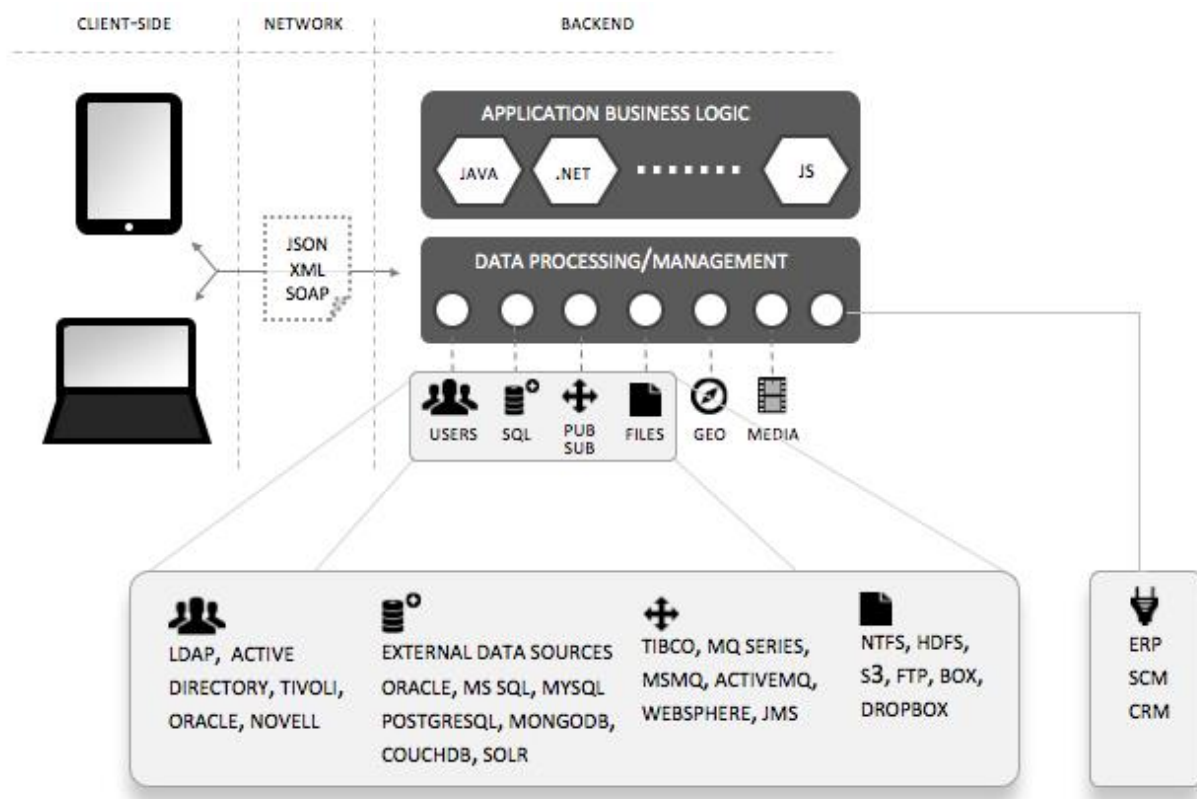 CLIENT-SIDE
NETWORK
BACKEND
APPLICATION BUSINESS LOGIC
JAVA
.NET
JS
JSON
XML
SOAP
DATA PROCESSING/MANAGEMENT
USERS
SQL
PUB
SUB
FILES
GEO
MEDIA
LDAP, ACTIVE
DIRECTORY, TIVOLI,
ORACLE, NOVELL
EXTERNAL DATA SOURCES
ORACLE, MS SQL, MYSQL
POSTGRESQL, MONGODB,
COUCHDB, SOLR
TIBCO, MQ SERIES,
MSMQ, ACTIVEMQ,
WEBSPHERE, JMS
NTFS, HDFS,
S3, FTP, BOX,
DROPBOX
ERP
SCM
CRM